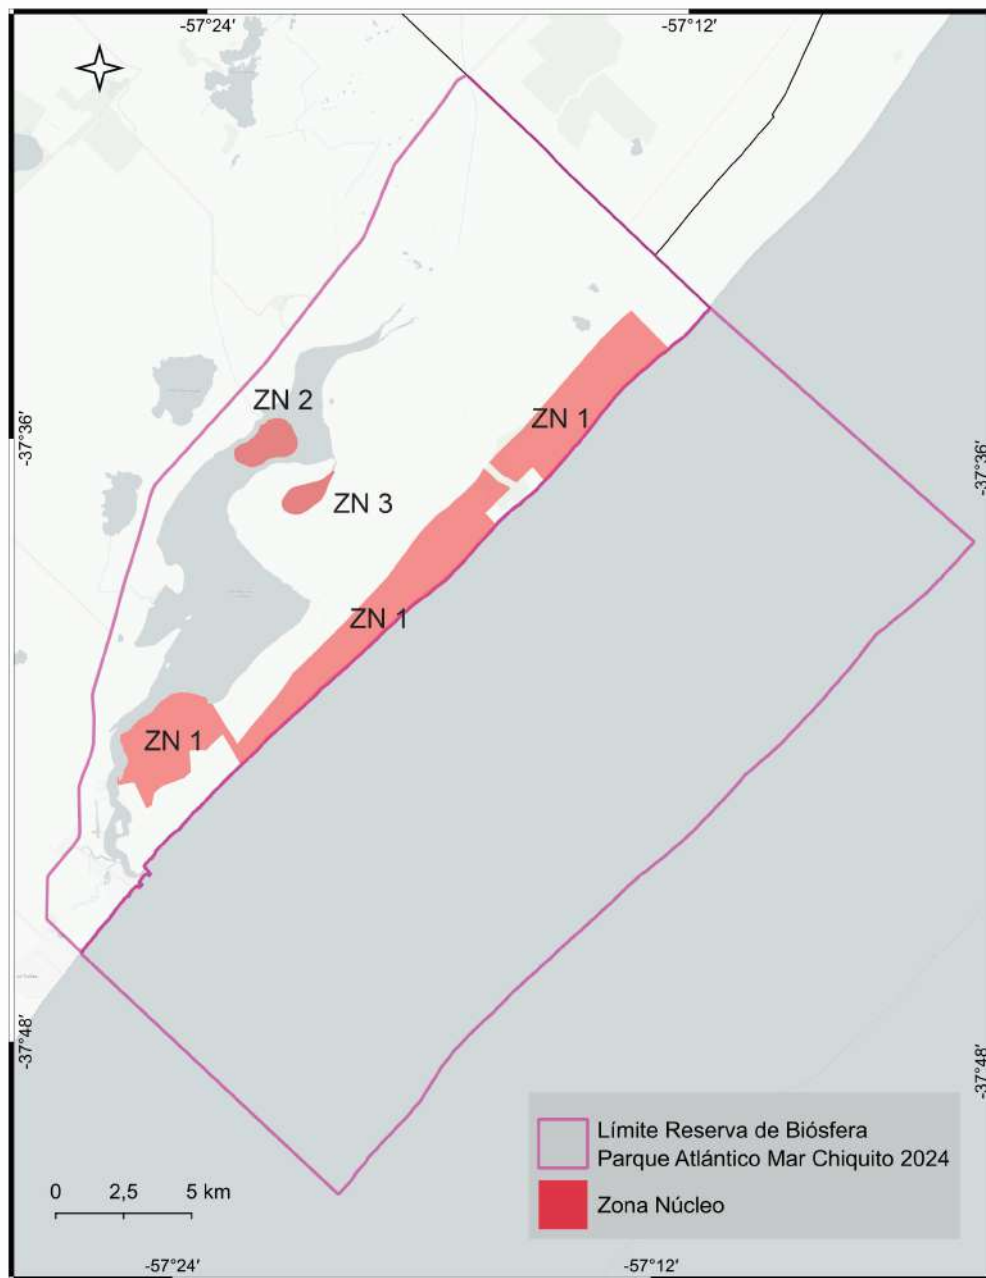 -57°24′ -57°12′
-37°36′
-37°36′
ZN 2
ZN 1
ZN 3
ZN 1
ZN 1
-37°48′
-37°48′
Límite Reserva de Biósfera
Parque Atlántico Mar Chiquito 2024
Zona Núcleo
0 2,5 5 km
-57°24′ -57°12′